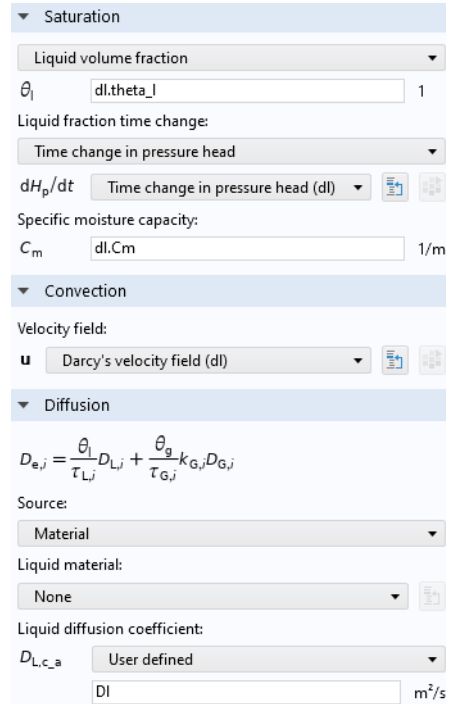 Saturation
Liquid volume fraction
θl dl.theta_l 1
Liquid fraction time change:
Time change in pressure head
dHp/dt Time change in pressure head (dl)
Specific moisture capacity:
Cm dl.Cm 1/m
Convection
Velocity field:
u Darcy's velocity field (dl)
Diffusion
De,i = θl/τL,i DL,i + θg/τG,i kG,i DG,i
Source:
Material
Liquid material:
None
Liquid diffusion coefficient:
DL,c_a User defined
Dl m²/s